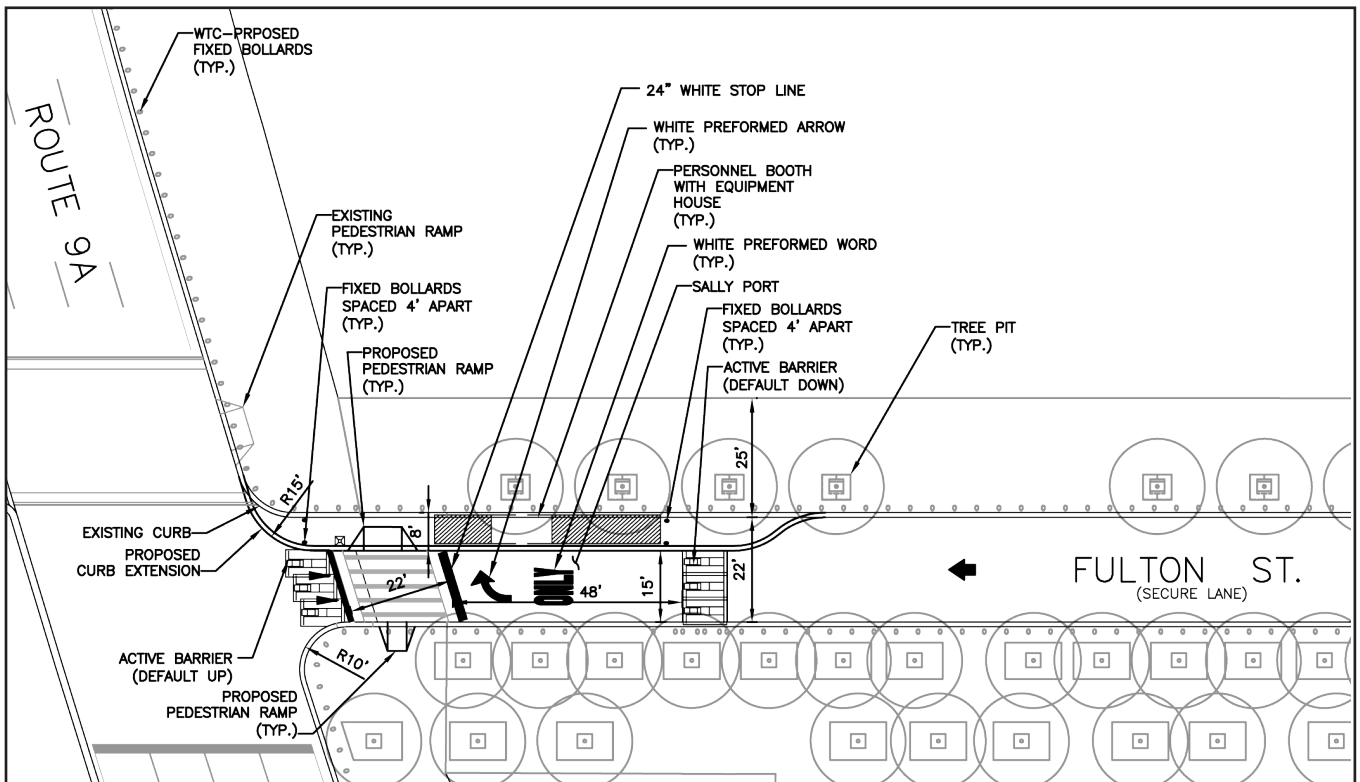 WTC-PRPOSED
FIXED BOLLARDS
(TYP.)
ROUTE 9A
24" WHITE STOP LINE
WHITE PREFORMED ARROW
(TYP.)
PERSONNEL BOOTH
WITH EQUIPMENT
HOUSE
(TYP.)
EXISTING
PEDESTRIAN RAMP
(TYP.)
WHITE PREFORMED WORD
(TYP.)
SALLY PORT
FIXED BOLLARDS
SPACED 4' APART
(TYP.)
FIXED BOLLARDS
SPACED 4' APART
(TYP.)
TREE PIT
(TYP.)
PROPOSED
PEDESTRIAN RAMP
(TYP.)
ACTIVE BARRIER
(DEFAULT DOWN)
25'
R15'
EXISTING CURB
PROPOSED
CURB EXTENSION
8'
22'
ONLY
48'
15'
22'
FULTON ST.
(SECURE LANE)
ACTIVE BARRIER
(DEFAULT UP)
R10'
PROPOSED
PEDESTRIAN RAMP
(TYP.)